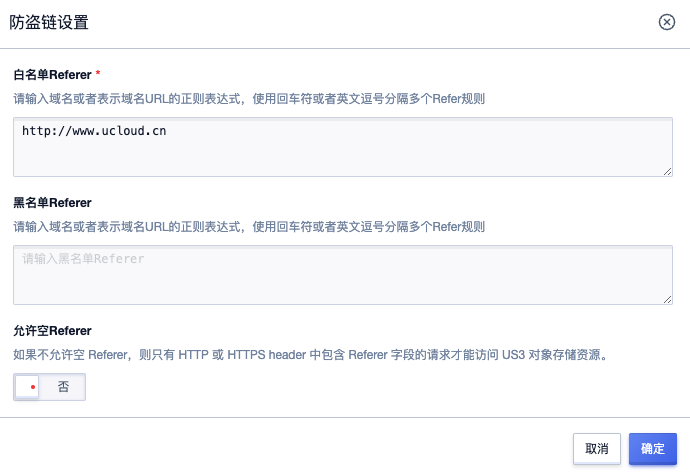 防盗链设置
白名单Referer *
请输入域名或者表示域名URL的正则表达式，使用回车符或者英文逗号分隔多个Refer规则
http://www.ucloud.cn
黑名单Referer
请输入域名或者表示域名URL的正则表达式，使用回车符或者英文逗号分隔多个Refer规则
请输入黑名单Referer
允许空Referer
如果不允许空 Referer，则只有 HTTP 或 HTTPS header 中包含 Referer 字段的请求才能访问 US3 对象存储资源。
否
取消 确定